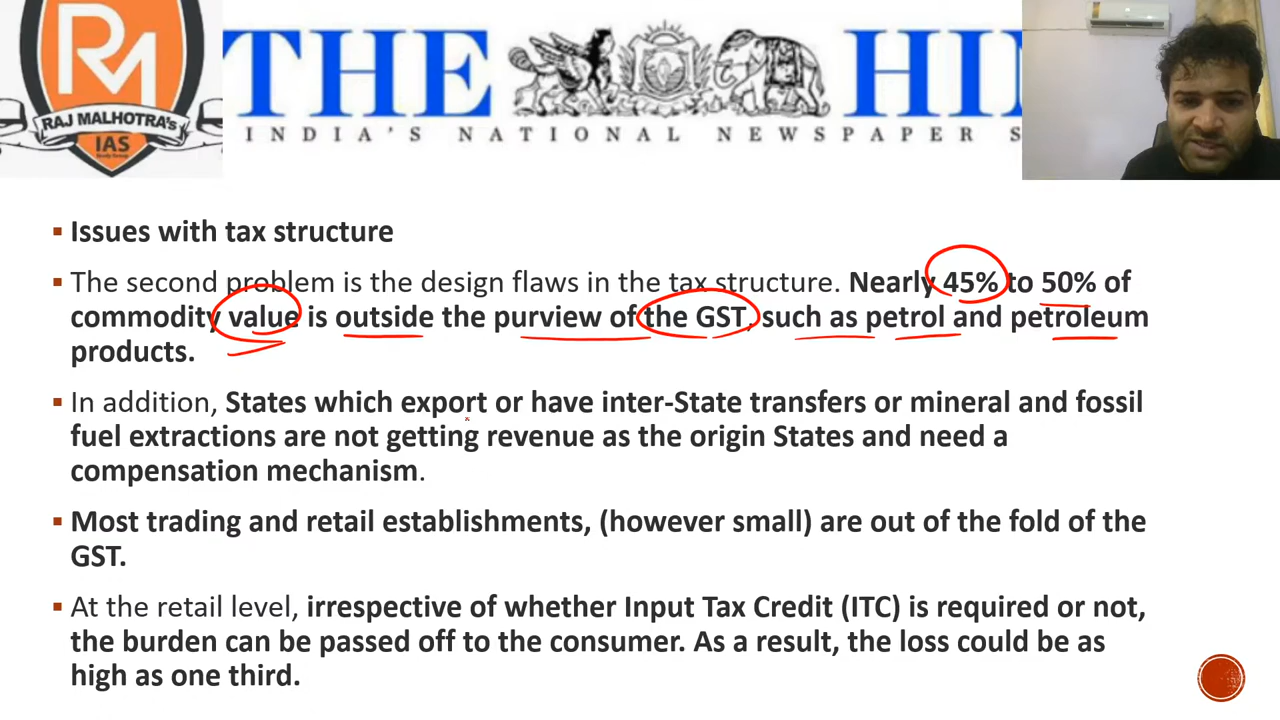 RM
RAJ MALHOTRA'S
IAS
THE HI
INDIA'S NATIONAL NEWSPAPER S
Issues with tax structure
The second problem is the design flaws in the tax structure. Nearly 45% to 50% of
commodity value is outside the purview of the GST, such as petrol and petroleum
products.
In addition, States which export or have inter-State transfers or mineral and fossil
fuel extractions are not getting revenue as the origin States and need a
compensation mechanism.
Most trading and retail establishments, (however small) are out of the fold of the
GST.
At the retail level, irrespective of whether Input Tax Credit (ITC) is required or not,
the burden can be passed off to the consumer. As a result, the loss could be as
high as one third.